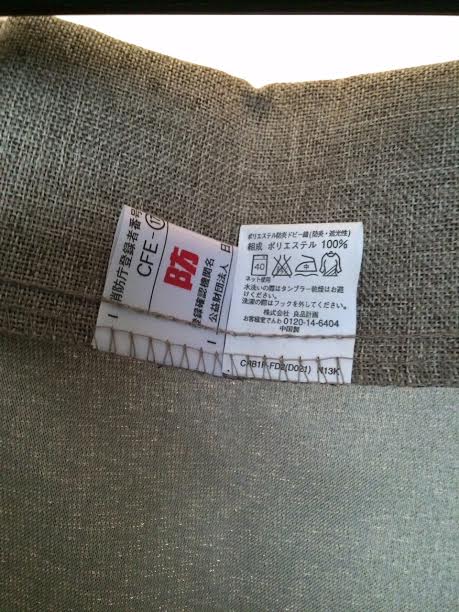 消防庁登録者番号
CFE-
防炎
登録確認機関名
公益財団法人 日
ポリエステル防炎ドビー織(防炎・遮光性)
組成 ポリエステル 100%
40
中
ネット使用
水洗いの際はタンブラー乾燥はお避
けください。
洗濯の際はフックを外してください。
株式会社 良品計画
お客様室でんわ 0120-14-6404
中国製